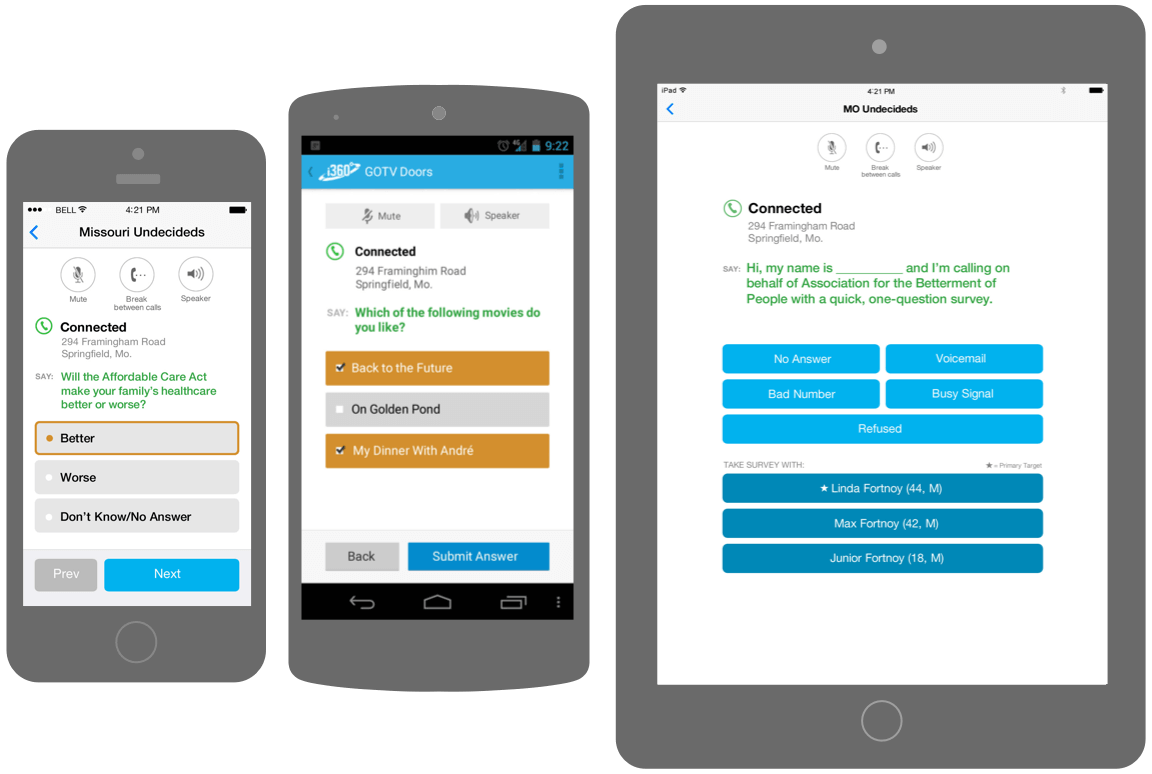 BELL 4:21 PM
Missouri Undecideds
Mute
Break
between calls
Speaker
Connected
294 Framingham Road
Springfield, Mo.
SAY: Will the Affordable Care Act
make your family's healthcare
better or worse?
Better
Worse
Don't Know/No Answer
Prev
Next
4G 9:22
i360 GOTV Doors
Mute
Speaker
Connected
294 Framinghim Road
Springfield, Mo.
SAY: Which of the following movies do
you like?
Back to the Future
On Golden Pond
My Dinner With André
Back
Submit Answer
iPad 4:21 PM
MO Undecideds
Mute
Break
between calls
Speaker
Connected
294 Framingham Road
Springfield, Mo.
SAY: Hi, my name is __________ and I'm calling on
behalf of Association for the Betterment of
People with a quick, one-question survey.
No Answer
Voicemail
Bad Number
Busy Signal
Refused
TAKE SURVEY WITH: ★ = Primary Target
★ Linda Fortnoy (44, M)
Max Fortnoy (42, M)
Junior Fortnoy (18, M)